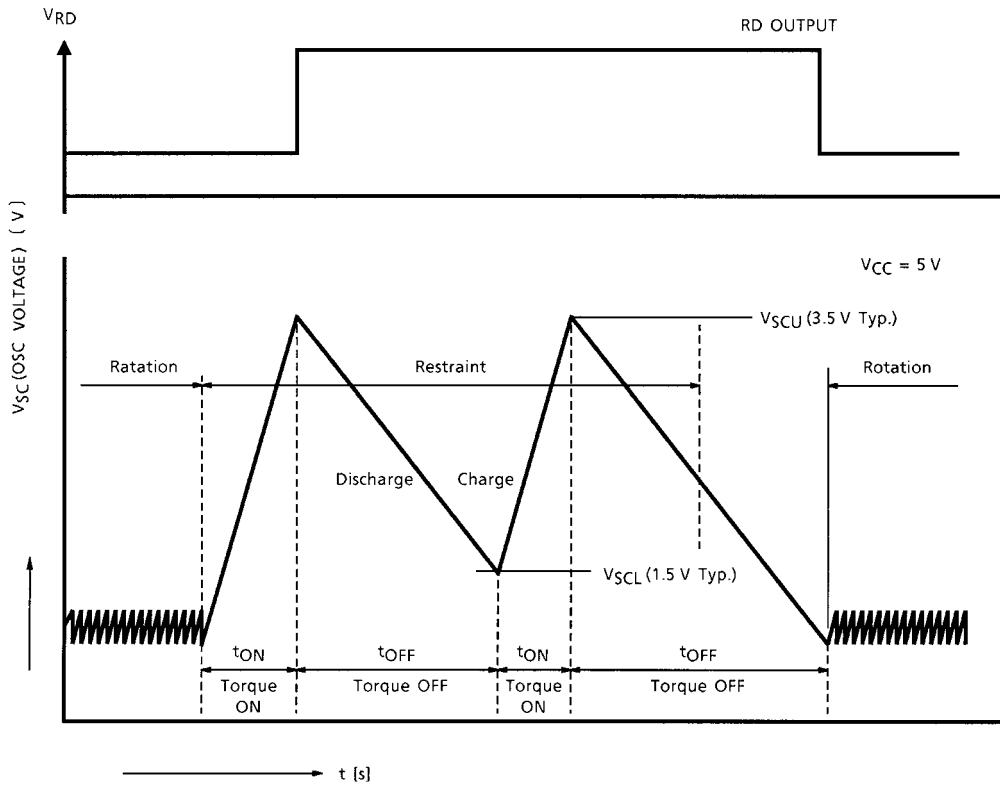 VRD
RD OUTPUT
VSC (OSC VOLTAGE) (V)
VCC = 5 V
VSCU (3.5 V Typ.)
Ratation
Restraint
Rotation
Discharge
Charge
VSCL (1.5 V Typ.)
tON
tOFF
tON
tOFF
Torque
ON
Torque OFF
Torque
ON
Torque OFF
t [s]